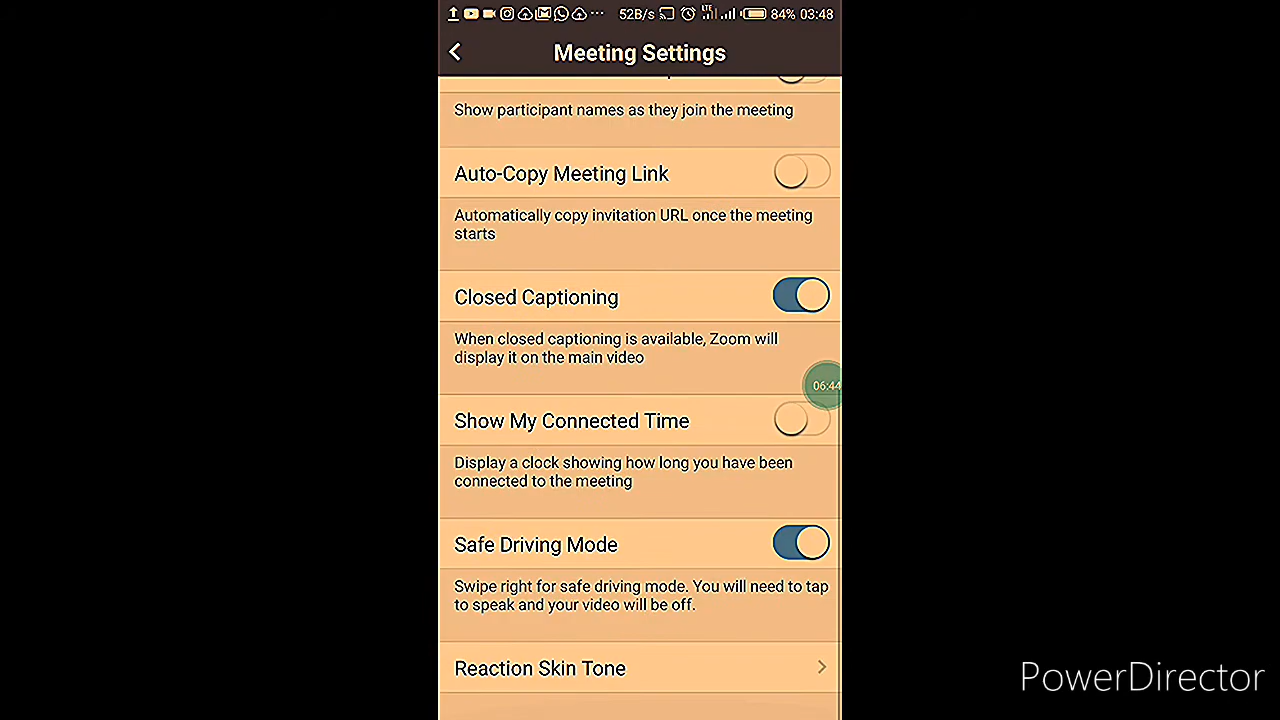 52B/s LTE 84% 03:48
Meeting Settings
Show participant names as they join the meeting
Auto-Copy Meeting Link
Automatically copy invitation URL once the meeting
starts
Closed Captioning
When closed captioning is available, Zoom will
display it on the main video
06:44
Show My Connected Time
Display a clock showing how long you have been
connected to the meeting
Safe Driving Mode
Swipe right for safe driving mode. You will need to tap
to speak and your video will be off.
Reaction Skin Tone
PowerDirector